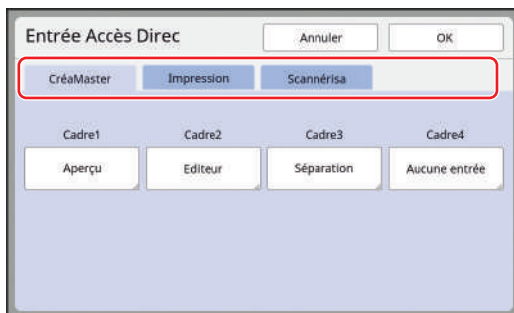 Entrée Accès Direc Annuler OK
CréaMaster Impression Scannérisa
Cadre1 Cadre2 Cadre3 Cadre4
Aperçu Editeur Séparation Aucune entrée